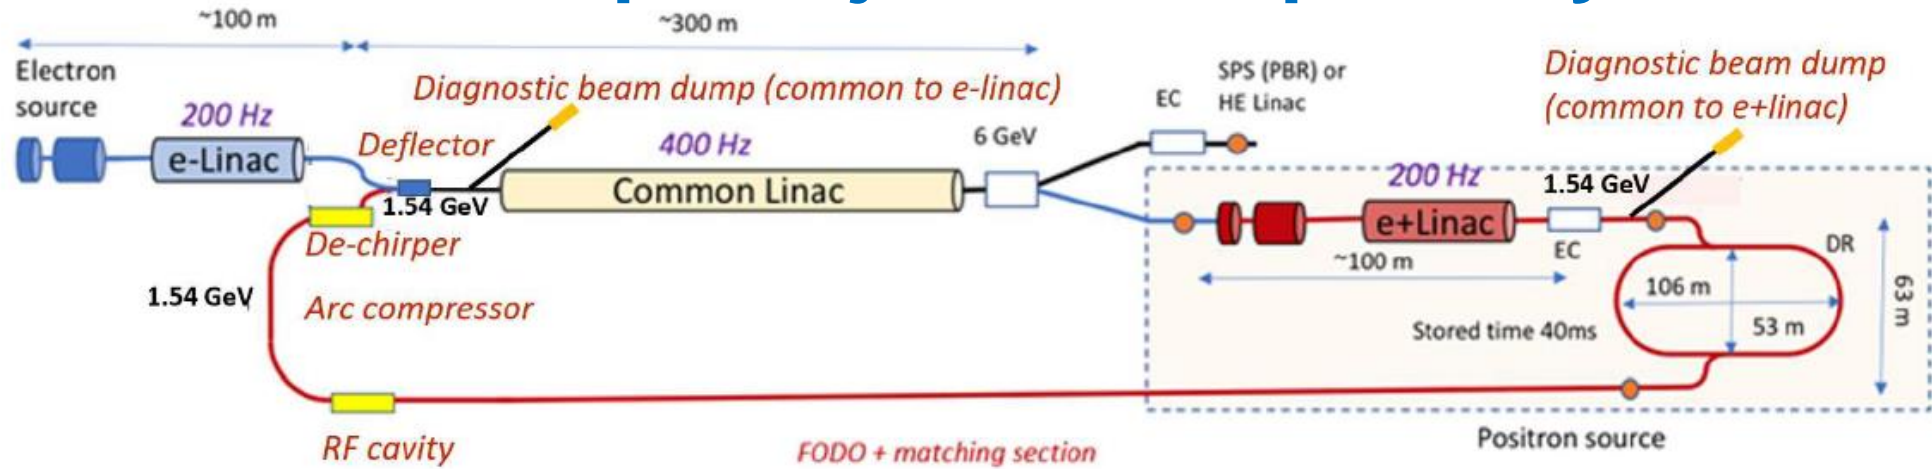 ~100 m
~300 m
Electron
source
200 Hz
e-Linac
Deflector
Diagnostic beam dump (common to e-linac)
400 Hz
Common Linac
6 GeV
EC
SPS (PBR) or
HE Linac
Diagnostic beam dump
(common to e+linac)
1.54 GeV
De-chirper
1.54 GeV
Arc compressor
RF cavity
FODO + matching section
200 Hz
e+Linac
1.54 GeV
EC
~100 m
DR
106 m
53 m
63 m
Stored time 40ms
Positron source